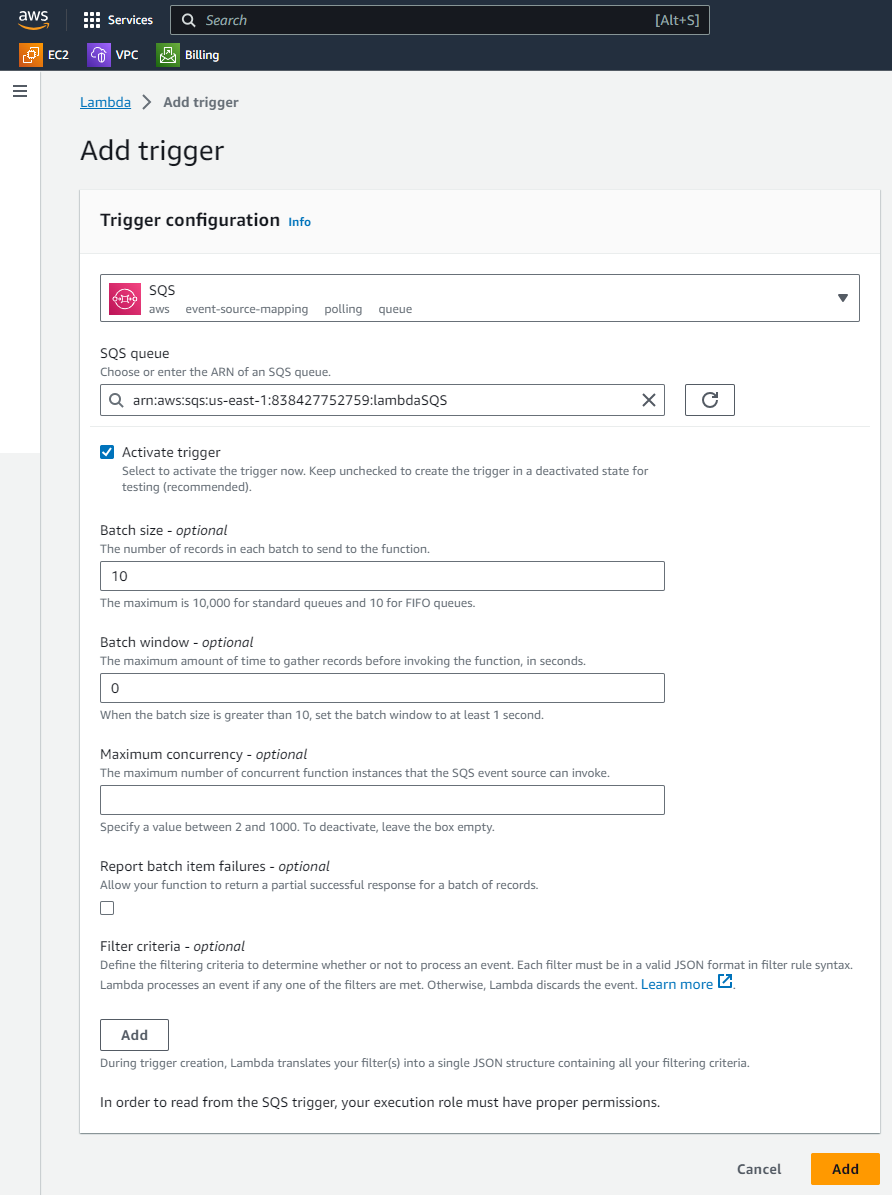 aws
Services
Search
[Alt+S]
EC2
VPC
Billing
Lambda
Add trigger
Add trigger
Trigger configuration Info
SQS
aws event-source-mapping polling queue
SQS queue
Choose or enter the ARN of an SQS queue.
arn:aws:sqs:us-east-1:838427752759:lambdaSQS
Activate trigger
Select to activate the trigger now. Keep unchecked to create the trigger in a deactivated state for
testing (recommended).
Batch size - optional
The number of records in each batch to send to the function.
10
The maximum is 10,000 for standard queues and 10 for FIFO queues.
Batch window - optional
The maximum amount of time to gather records before invoking the function, in seconds.
0
When the batch size is greater than 10, set the batch window to at least 1 second.
Maximum concurrency - optional
The maximum number of concurrent function instances that the SQS event source can invoke.
Specify a value between 2 and 1000. To deactivate, leave the box empty.
Report batch item failures - optional
Allow your function to return a partial successful response for a batch of records.
Filter criteria - optional
Define the filtering criteria to determine whether or not to process an event. Each filter must be in a valid JSON format in filter rule syntax.
Lambda processes an event if any one of the filters are met. Otherwise, Lambda discards the event. Learn more.
Add
During trigger creation, Lambda translates your filter(s) into a single JSON structure containing all your filtering criteria.
In order to read from the SQS trigger, your execution role must have proper permissions.
Cancel
Add